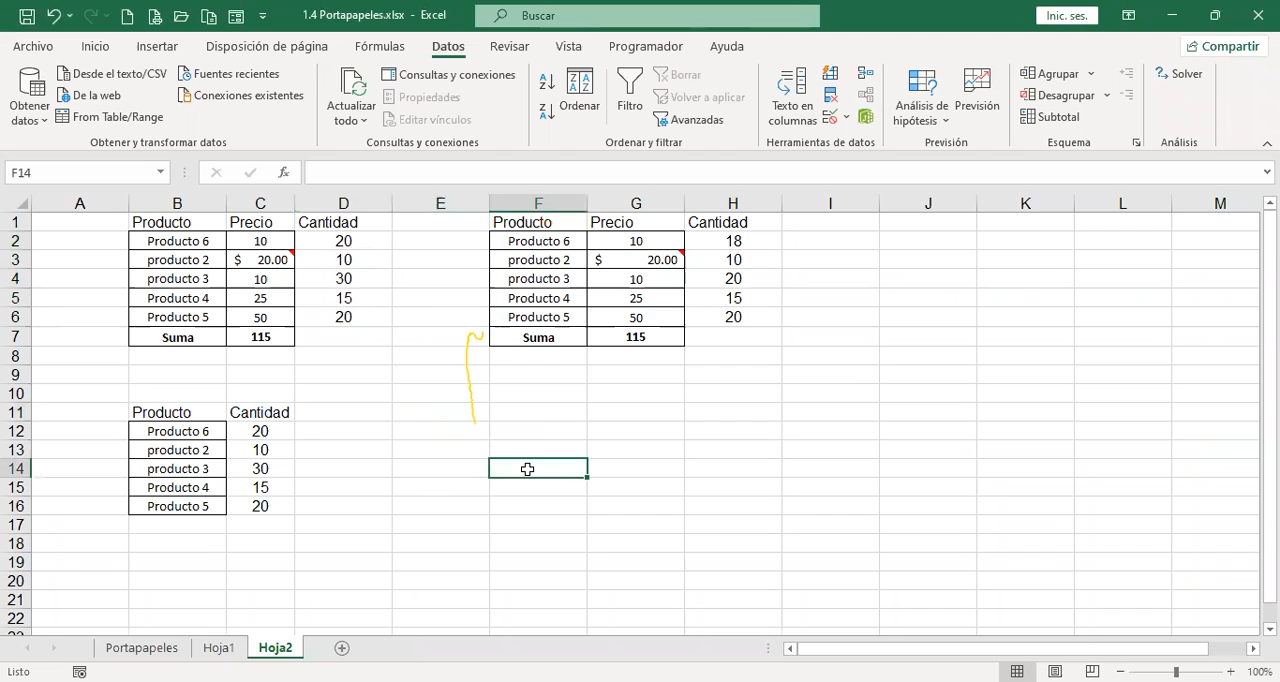 1.4 Portapapeles.xlsx - Excel
Buscar
Inic. ses.
Archivo Inicio Insertar Disposición de página Fórmulas Datos Revisar Vista Programador Ayuda
Compartir
Obtener datos
Desde el texto/CSV
De la web
From Table/Range
Fuentes recientes
Conexiones existentes
Obtener y transformar datos
Actualizar todo
Consultas y conexiones
Propiedades
Editar vínculos
Consultas y conexiones
Ordenar
Filtro
Borrar
Volver a aplicar
Avanzadas
Ordenar y filtrar
Texto en columnas
Herramientas de datos
Análisis de hipótesis
Previsión
Previsión
Agrupar
Desagrupar
Subtotal
Esquema
Solver
Análisis
F14
fx
A B C D E F G H I J K L M
1 Producto Precio Cantidad Producto Precio Cantidad
2 Producto 6 10 20 Producto 6 10 18
3 producto 2 $ 20.00 10 producto 2 $ 20.00 10
4 producto 3 10 30 producto 3 10 20
5 Producto 4 25 15 Producto 4 25 15
6 Producto 5 50 20 Producto 5 50 20
7 Suma 115 Suma 115
8
9
10
11 Producto Cantidad
12 Producto 6 20
13 producto 2 10
14 producto 3 30
15 Producto 4 15
16 Producto 5 20
17
18
19
20
21
22
23
Portapapeles Hoja1 Hoja2
Listo
100%